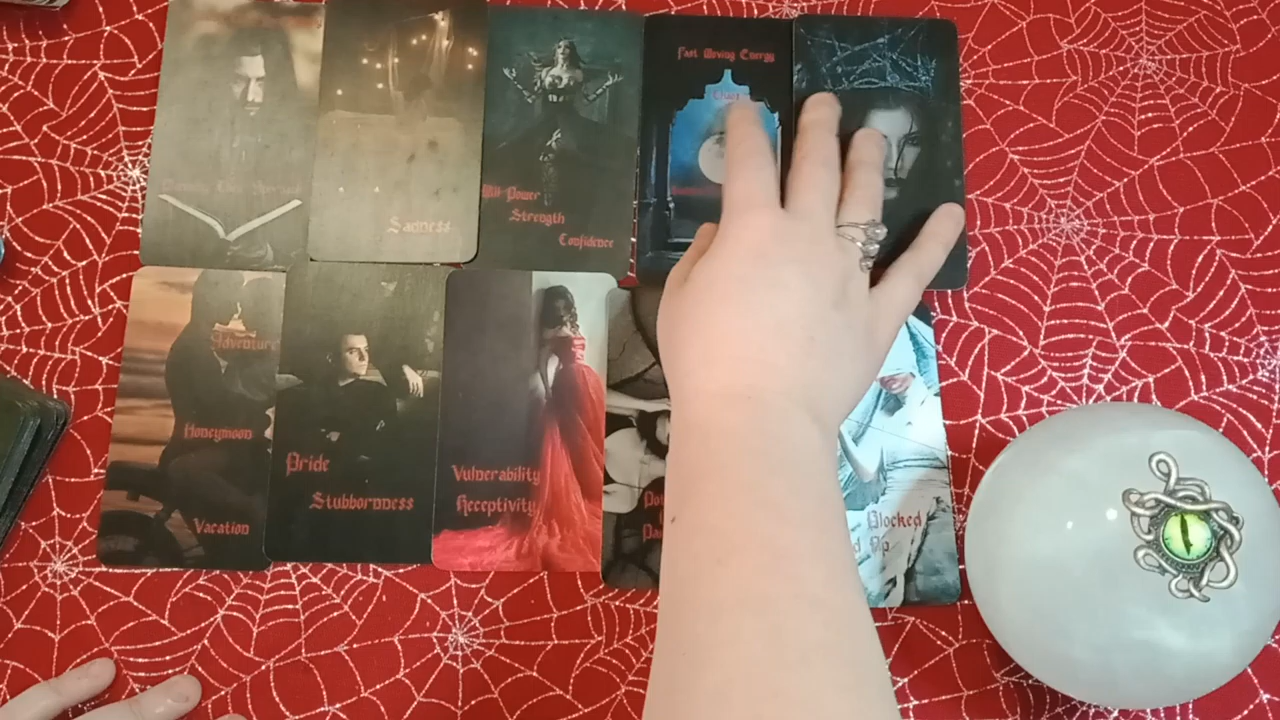 Sadness
All Power
Strength
Confidence
Fast Moving Energy
Adventure
Honeymoon
Vacation
Pride
Stubbornness
Vulnerability
Receptivity
Blocked